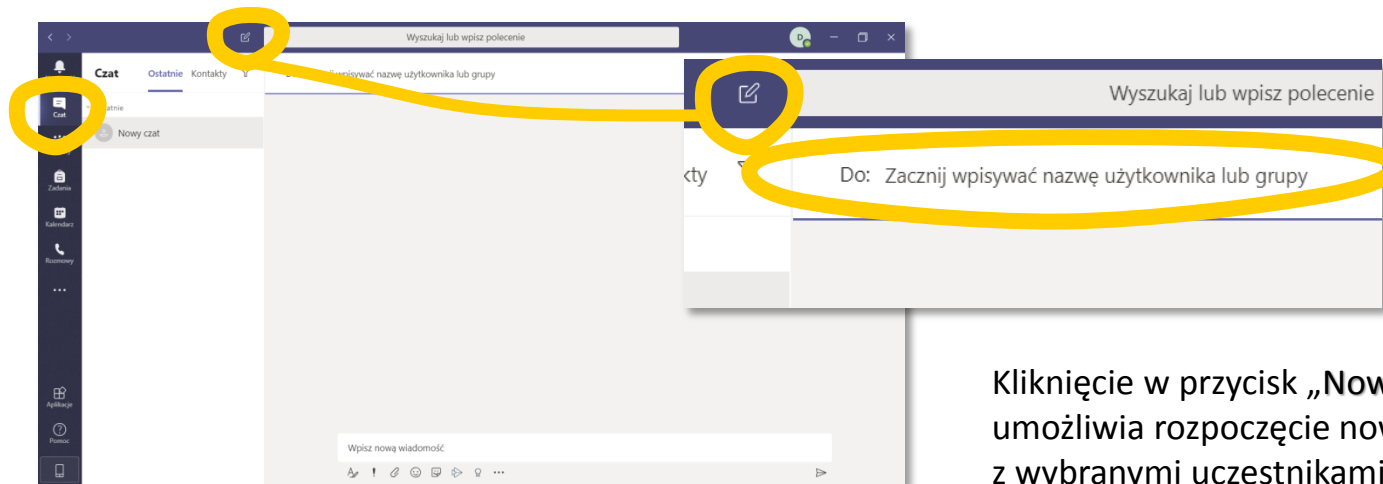 Wyszukaj lub wpisz polecenie
D
Czat Ostatnie Kontakty
wpisywać nazwę użytkownika lub grupy
Czat
Nowy czat
Zadania
Kalendarz
Rozmowy
Aplikacje
Pomoc
Wpisz nową wiadomość
Wyszukaj lub wpisz polecenie
Do: Zacznij wpisywać nazwę użytkownika lub grupy
Kliknięcie w przycisk „Now
umożliwia rozpoczęcie now
z wybranymi uczestnikami